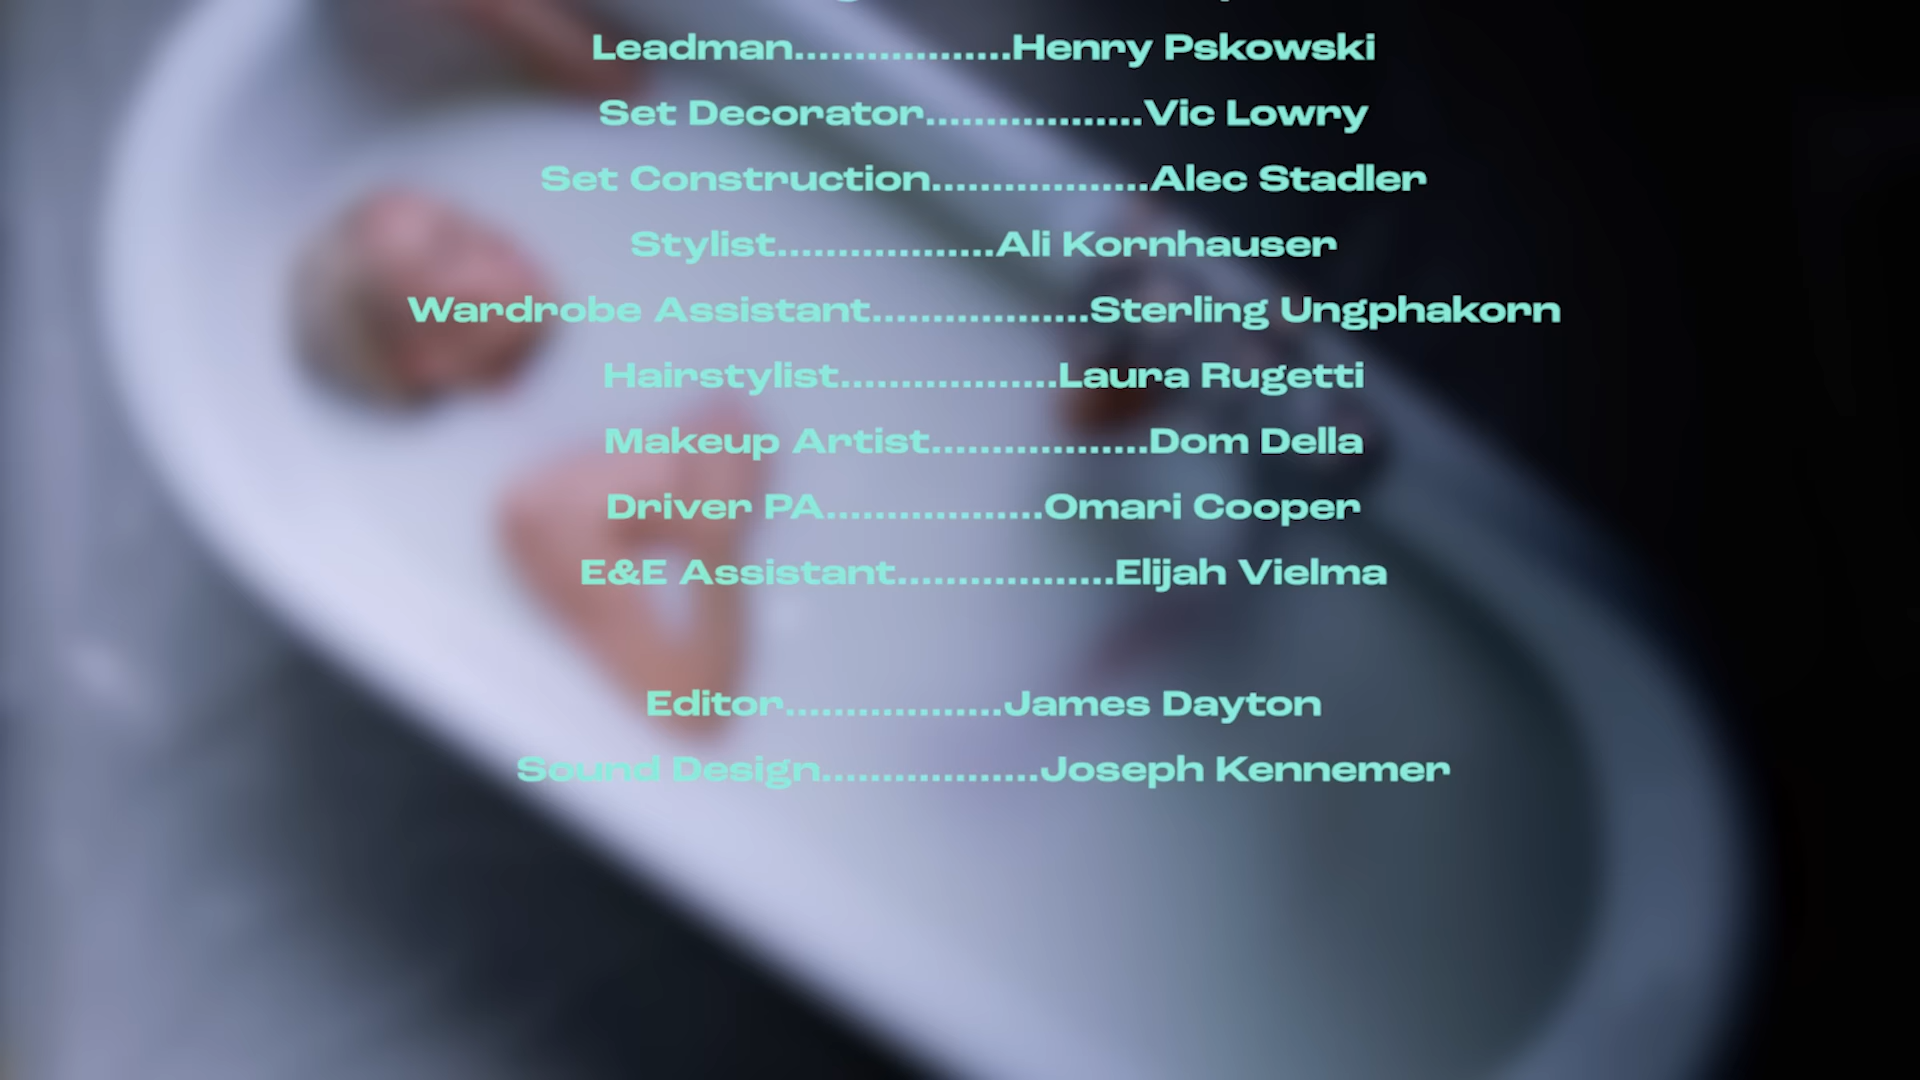 Leadman..................Henry Pskowski
Set Decorator..................Vic Lowry
Set Construction..................Alec Stadler
Stylist..................Ali Kornhauser
Wardrobe Assistant..................Sterling Ungphakorn
Hairstylist..................Laura Rugetti
Makeup Artist..................Dom Della
Driver PA..................Omari Cooper
E&E Assistant..................Elijah Vielma
Editor..................James Dayton
Sound Design..................Joseph Kennemer